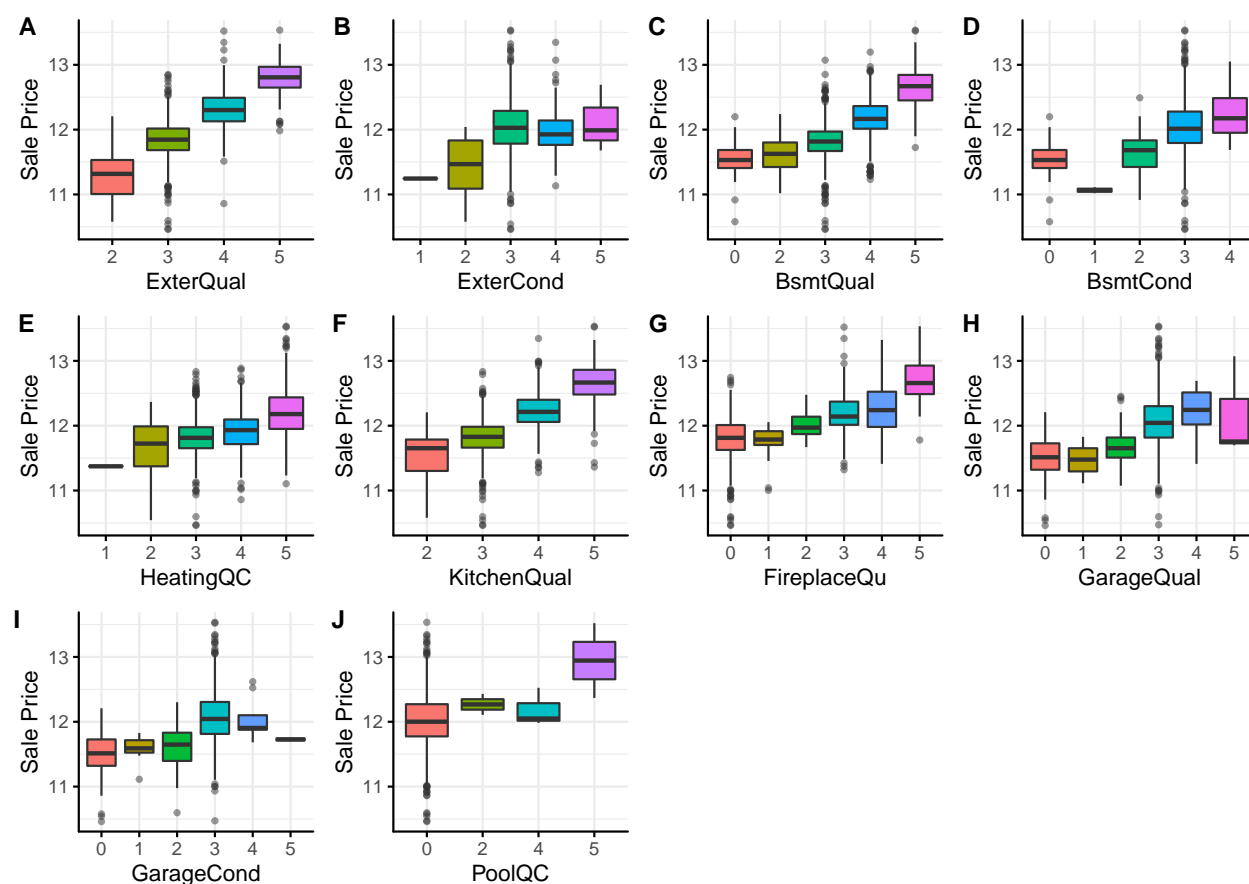 A
Sale Price
13
12
11
2 3 4 5
ExterQual
B
Sale Price
13
12
11
1 2 3 4 5
ExterCond
C
Sale Price
13
12
11
0 2 3 4 5
BsmtQual
D
Sale Price
13
12
11
0 1 2 3 4
BsmtCond
E
Sale Price
13
12
11
1 2 3 4 5
HeatingQC
F
Sale Price
13
12
11
2 3 4 5
KitchenQual
G
Sale Price
13
12
11
0 1 2 3 4 5
FireplaceQu
H
Sale Price
13
12
11
0 1 2 3 4 5
GarageQual
I
Sale Price
13
12
11
0 1 2 3 4 5
GarageCond
J
Sale Price
13
12
11
0 2 4 5
PoolQC